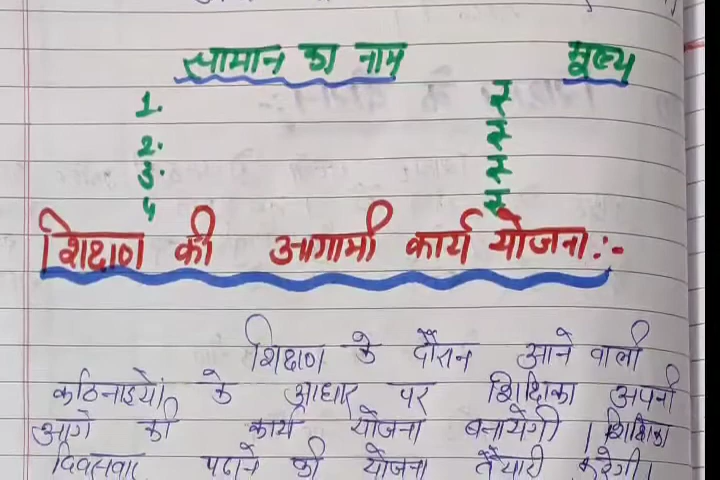 सामान का नाम मूल्य
1. ₹
2. ₹
3. ₹
4 ₹
शिक्षण की आगामी कार्य योजना:-
शिक्षण के दौरान आने वाली
कठिनाइयों के आधार पर शिक्षिका अपनी
आगे की कार्य योजना बनायेगी । शिक्षिका
दिवसवार पढाने की योजना तैयारी करेगी।